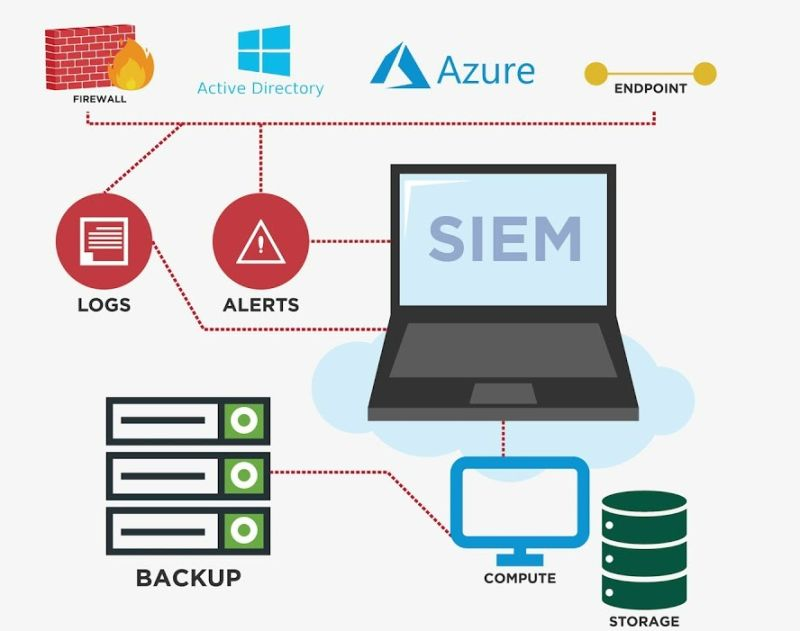 FIREWALL
Active Directory
Azure
ENDPOINT
SIEM
LOGS
ALERTS
BACKUP
COMPUTE
STORAGE